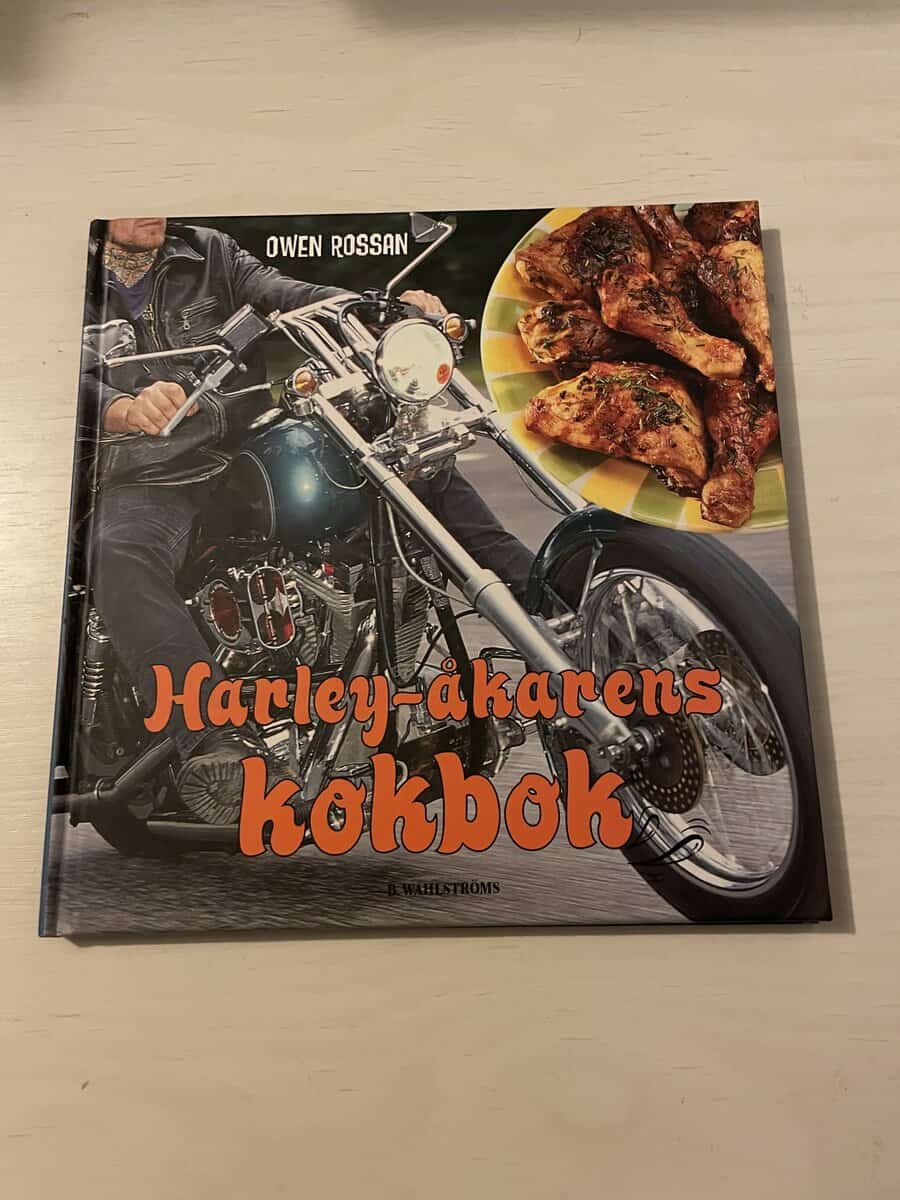 OWEN ROSSAN
Harley-åkarens
kokbok
B. WAHLSTRÖMS